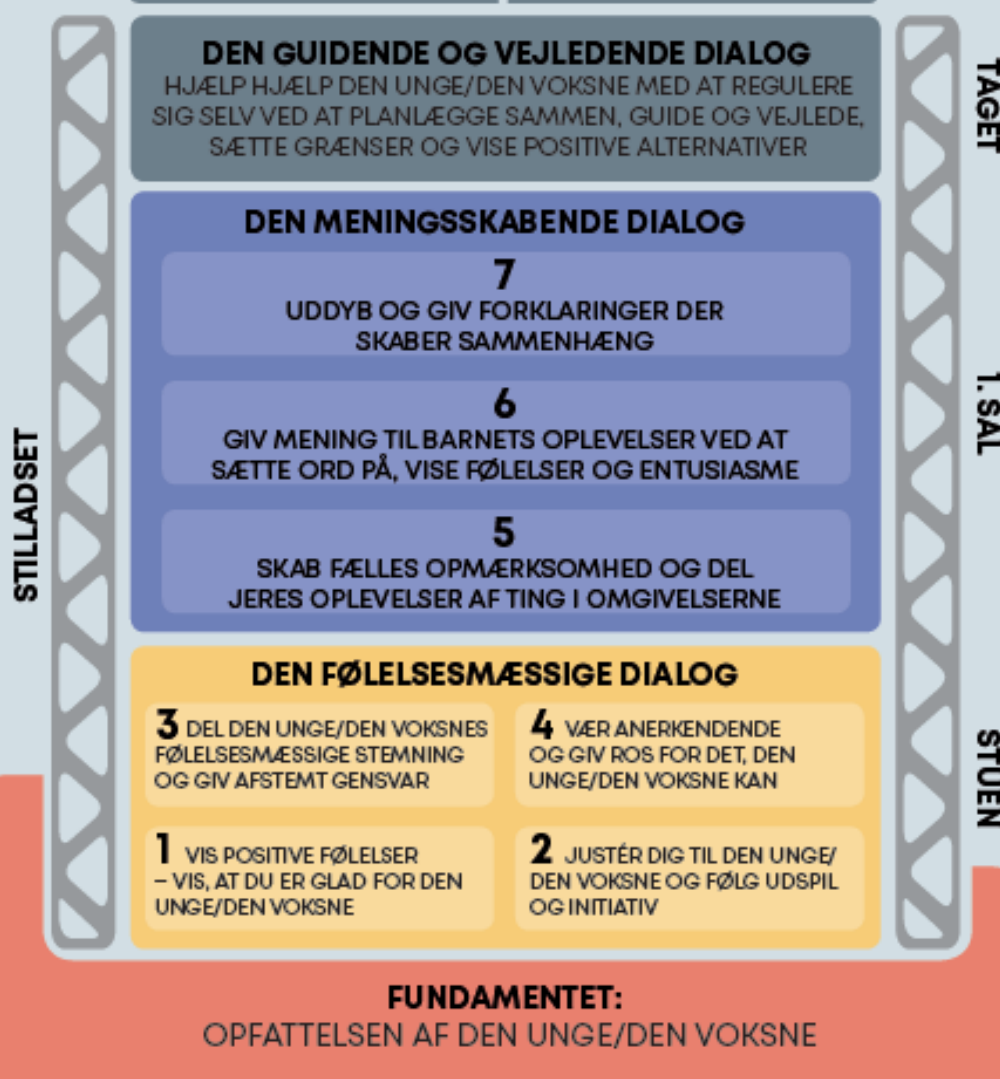 DEN GUIDENDE OG VEJLEDENDE DIALOG
HJÆLP HJÆLP DEN UNGE/DEN VOKSNE MED AT REGULERE
SIG SELV VED AT PLANLÆGGE SAMMEN, GUIDE OG VEJLEDE,
SÆTTE GRÆNSER OG VISE POSITIVE ALTERNATIVER
TAGET
DEN MENINGSSKABENDE DIALOG
7
UDDYB OG GIV FORKLARINGER DER
SKABER SAMMENHÆNG
6
GIV MENING TIL BARNETS OPLEVELSER VED AT
SÆTTE ORD PÅ, VISE FØLELSER OG ENTUSIASME
5
SKAB FÆLLES OPMÆRKSOMHED OG DEL
JERES OPLEVELSER AF TING I OMGIVELSERNE
1. SAL
STILLADSET
DEN FØLELSESMÆSSIGE DIALOG
3 DEL DEN UNGE/DEN VOKSNES
FØLELSESMÆSSIGE STEMNING
OG GIV AFSTEMT GENSVAR
4 VÆR ANERKENDENDE
OG GIV ROS FOR DET, DEN
UNGE/DEN VOKSNE KAN
1 VIS POSITIVE FØLELSER
– VIS, AT DU ER GLAD FOR DEN
UNGE/DEN VOKSNE
2 JUSTÉR DIG TIL DEN UNGE/
DEN VOKSNE OG FØLG UDSPIL
OG INITIATIV
STUEN
FUNDAMENTET:
OPFATTELSEN AF DEN UNGE/DEN VOKSNE